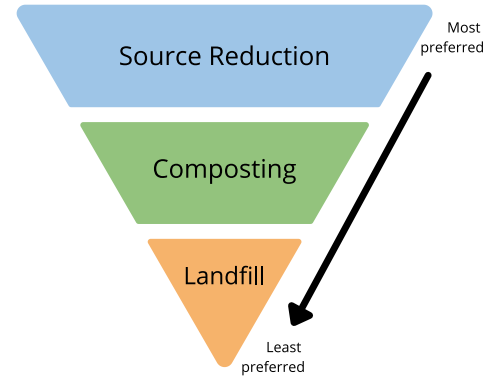 Source Reduction
Most
preferred
Composting
Landfill
Least
preferred